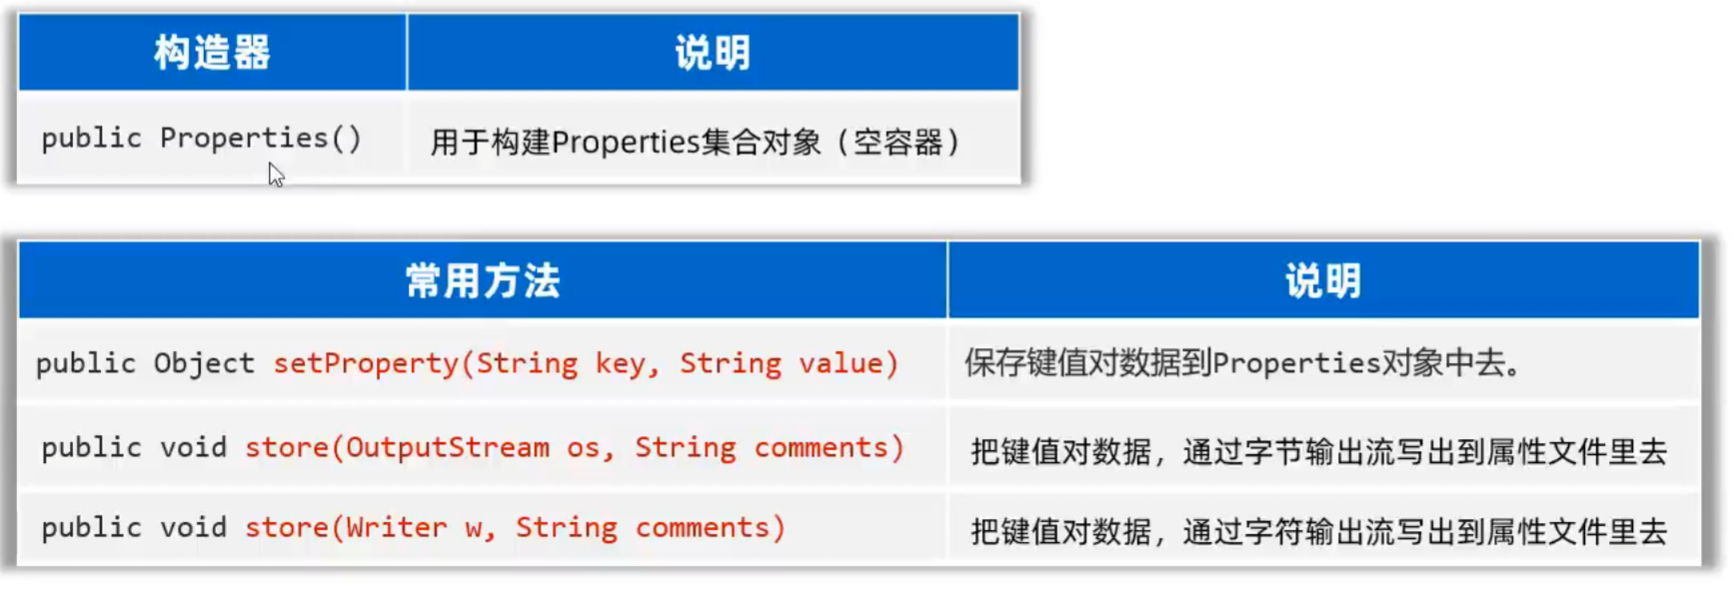 构造器 说明
public Properties() 用于构建Properties集合对象（空容器）
常用方法 说明
public Object setProperty(String key, String value) 保存键值对数据到Properties对象中去。
public void store(OutputStream os, String comments) 把键值对数据，通过字节输出流写出到属性文件里去
public void store(Writer w, String comments) 把键值对数据，通过字符输出流写出到属性文件里去